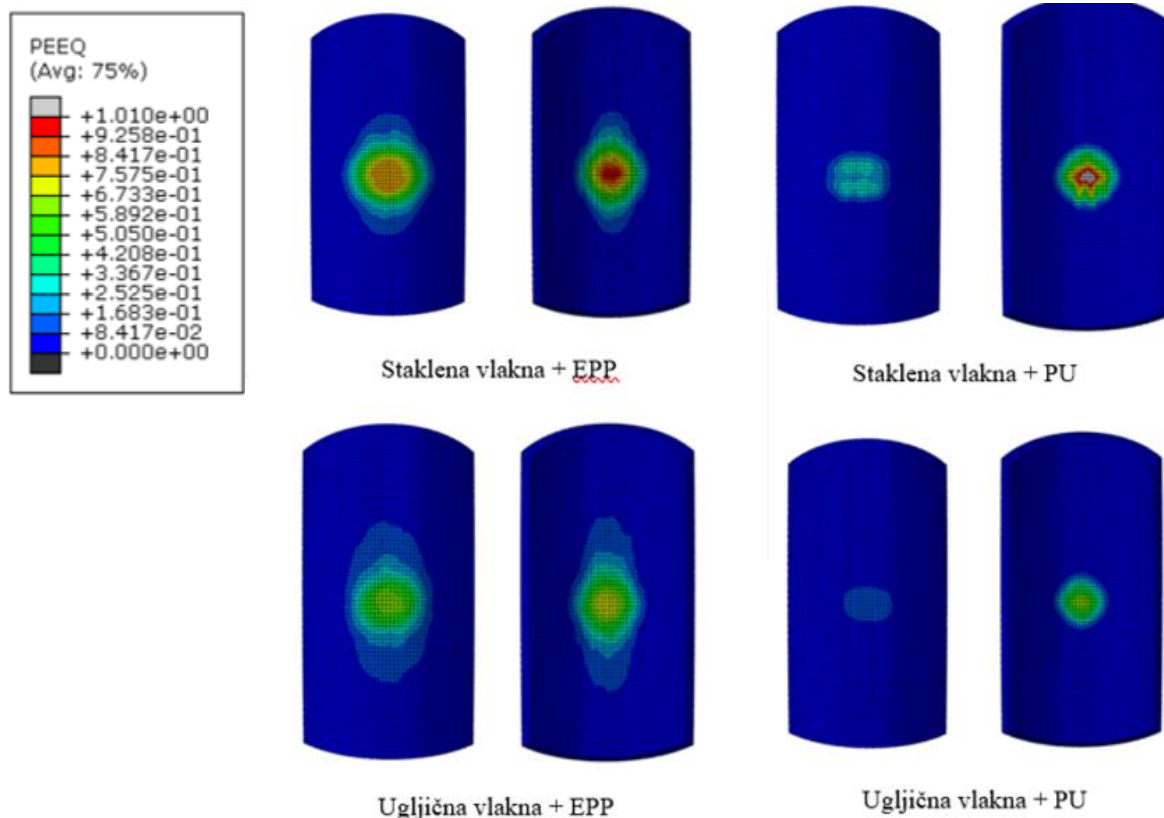 PEEQ
(Avg: 75%)
+1.010e+00
+9.258e-01
+8.417e-01
+7.575e-01
+6.733e-01
+5.892e-01
+5.050e-01
+4.208e-01
+3.367e-01
+2.525e-01
+1.683e-01
+8.417e-02
+0.000e+00
Staklena vlakna + EPP
Staklena vlakna + PU
Ugljična vlakna + EPP
Ugljična vlakna + PU